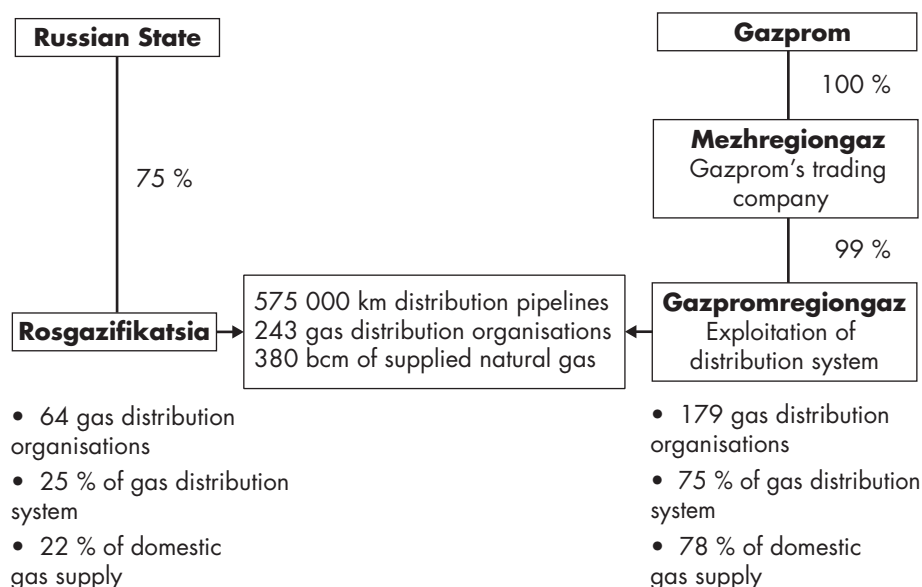 Russian State
75 %
Rosgazifikatsia
• 64 gas distribution
organisations
• 25 % of gas distribution
system
• 22 % of domestic
gas supply
575 000 km distribution pipelines
243 gas distribution organisations
380 bcm of supplied natural gas
Gazprom
100 %
Mezhregiongaz
Gazprom's trading
company
99 %
Gazpromregiongaz
Exploitation of
distribution system
• 179 gas distribution
organisations
• 75 % of gas distribution
system
• 78 % of domestic
gas supply